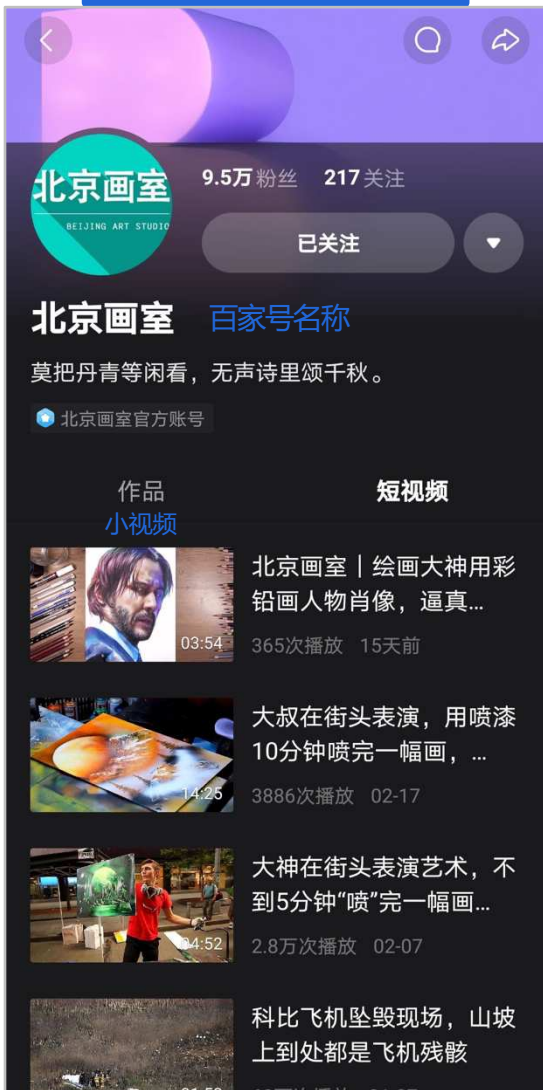 北京画室
BEIJING ART STUDIO
9.5万粉丝 217关注
已关注
北京画室 百家号名称
莫把丹青等闲看，无声诗里颂千秋。
北京画室官方账号
作品 短视频
小视频
03:54
北京画室｜绘画大神用彩
铅画人物肖像，逼真...
365次播放 15天前
14:25
大叔在街头表演，用喷漆
10分钟喷完一幅画，...
3886次播放 02-17
04:52
大神在街头表演艺术，不
到5分钟“喷”完一幅画...
2.8万次播放 02-07
科比飞机坠毁现场，山坡
上到处都是飞机残骸